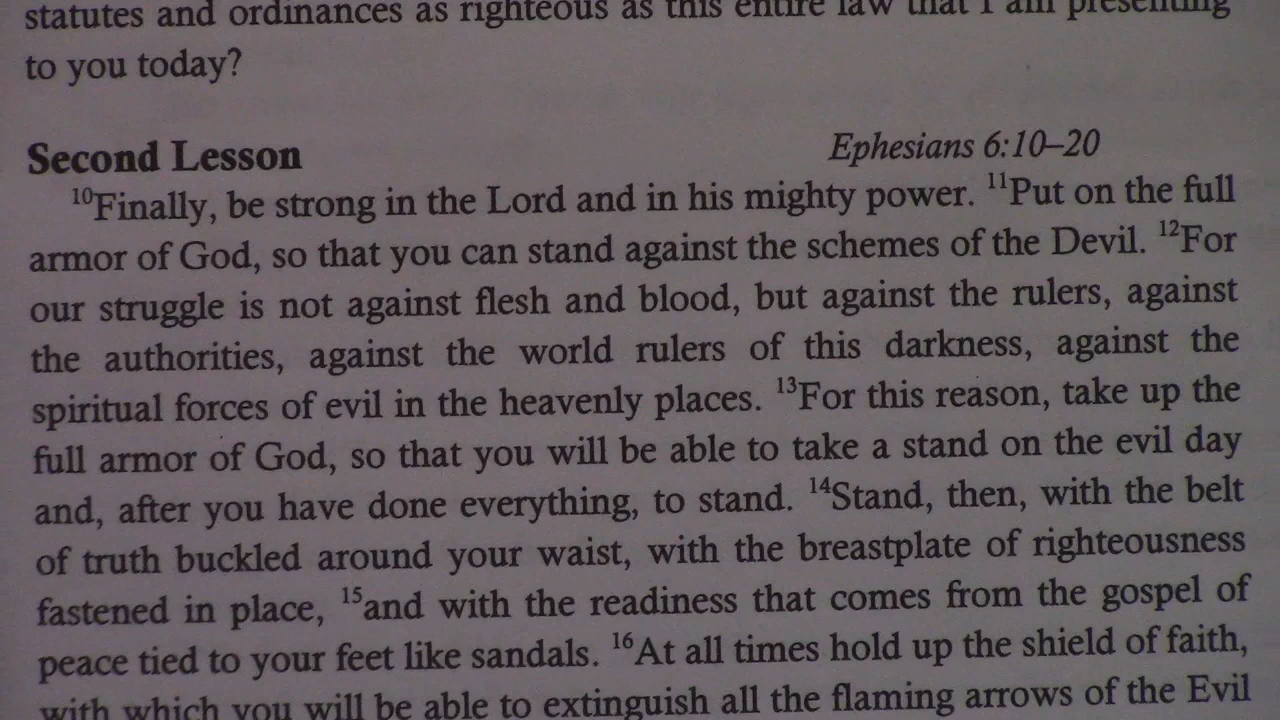 statutes and ordinances as righteous as this entire law that I am presenting
to you today?
Second Lesson Ephesians 6:10–20
¹⁰Finally, be strong in the Lord and in his mighty power. ¹¹Put on the full
armor of God, so that you can stand against the schemes of the Devil. ¹²For
our struggle is not against flesh and blood, but against the rulers, against
the authorities, against the world rulers of this darkness, against the
spiritual forces of evil in the heavenly places. ¹³For this reason, take up the
full armor of God, so that you will be able to take a stand on the evil day
and, after you have done everything, to stand. ¹⁴Stand, then, with the belt
of truth buckled around your waist, with the breastplate of righteousness
fastened in place, ¹⁵and with the readiness that comes from the gospel of
peace tied to your feet like sandals. ¹⁶At all times hold up the shield of faith,
with which you will be able to extinguish all the flaming arrows of the Evil